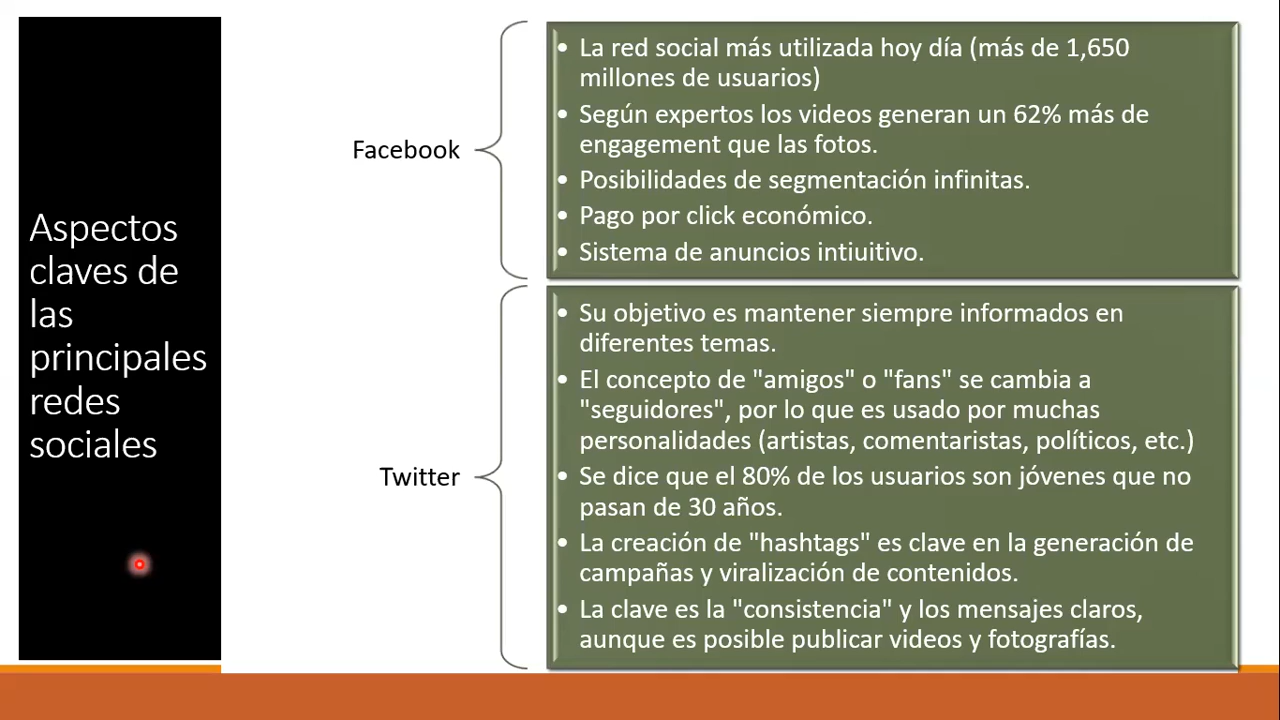 Aspectos
claves de
las
principales
redes
sociales
Facebook
• La red social más utilizada hoy día (más de 1,650
millones de usuarios)
• Según expertos los videos generan un 62% más de
engagement que las fotos.
• Posibilidades de segmentación infinitas.
• Pago por click económico.
• Sistema de anuncios intiuitivo.
Twitter
• Su objetivo es mantener siempre informados en
diferentes temas.
• El concepto de "amigos" o "fans" se cambia a
"seguidores", por lo que es usado por muchas
personalidades (artistas, comentaristas, políticos, etc.)
• Se dice que el 80% de los usuarios son jóvenes que no
pasan de 30 años.
• La creación de "hashtags" es clave en la generación de
campañas y viralización de contenidos.
• La clave es la "consistencia" y los mensajes claros,
aunque es posible publicar videos y fotografías.